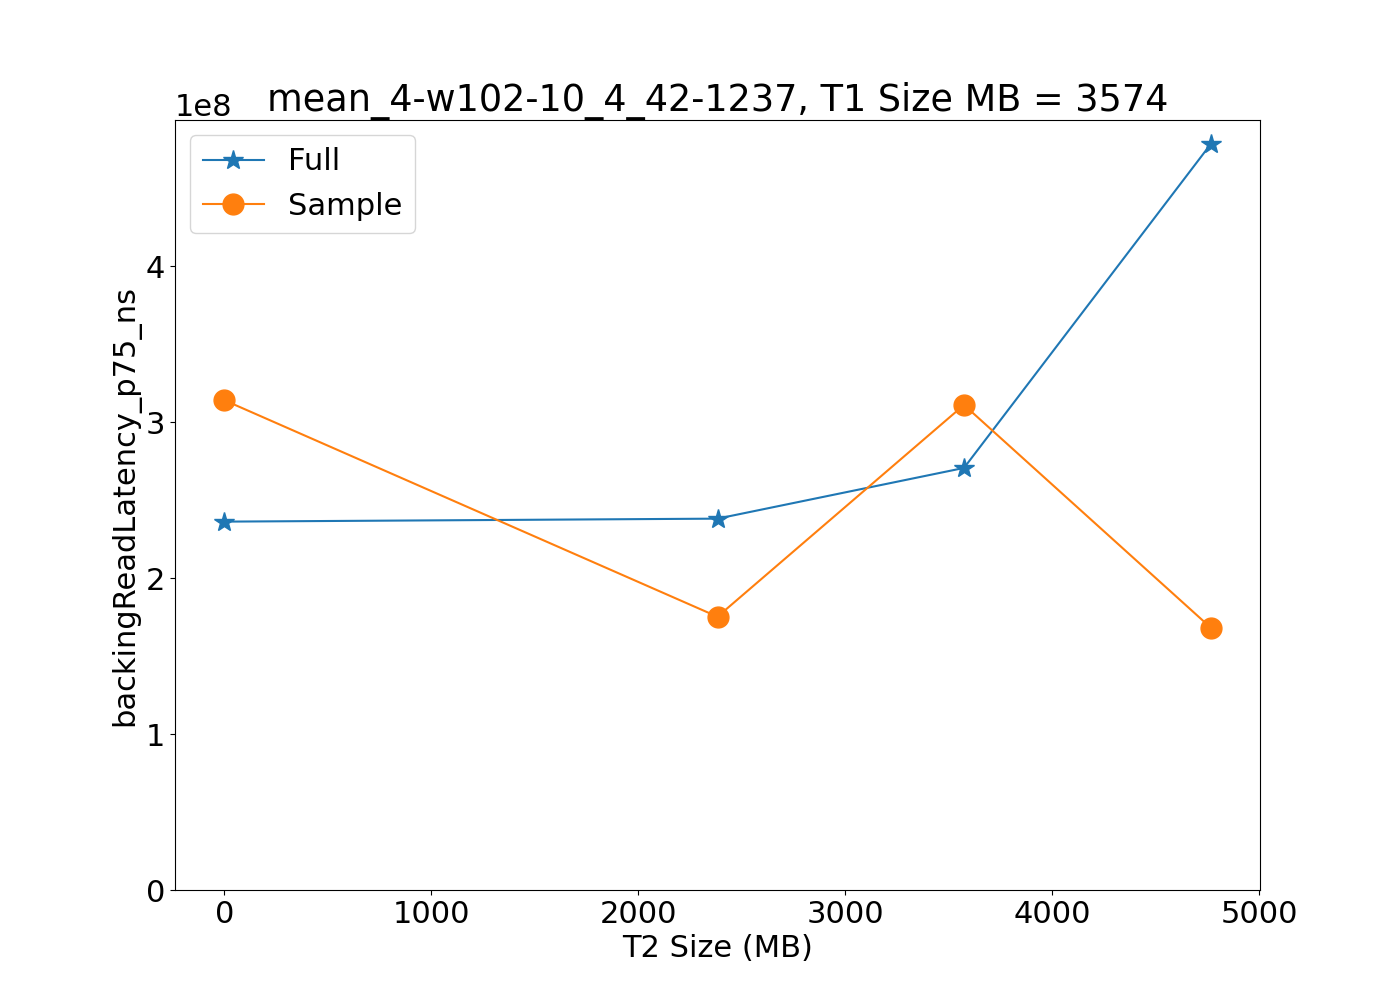 mean_4-w102-10_4_42-1237, T1 Size MB = 3574
1e8
Full
Sample
4
3
2
1
0
backingReadLatency_p75_ns
0 1000 2000 3000 4000 5000
T2 Size (MB)